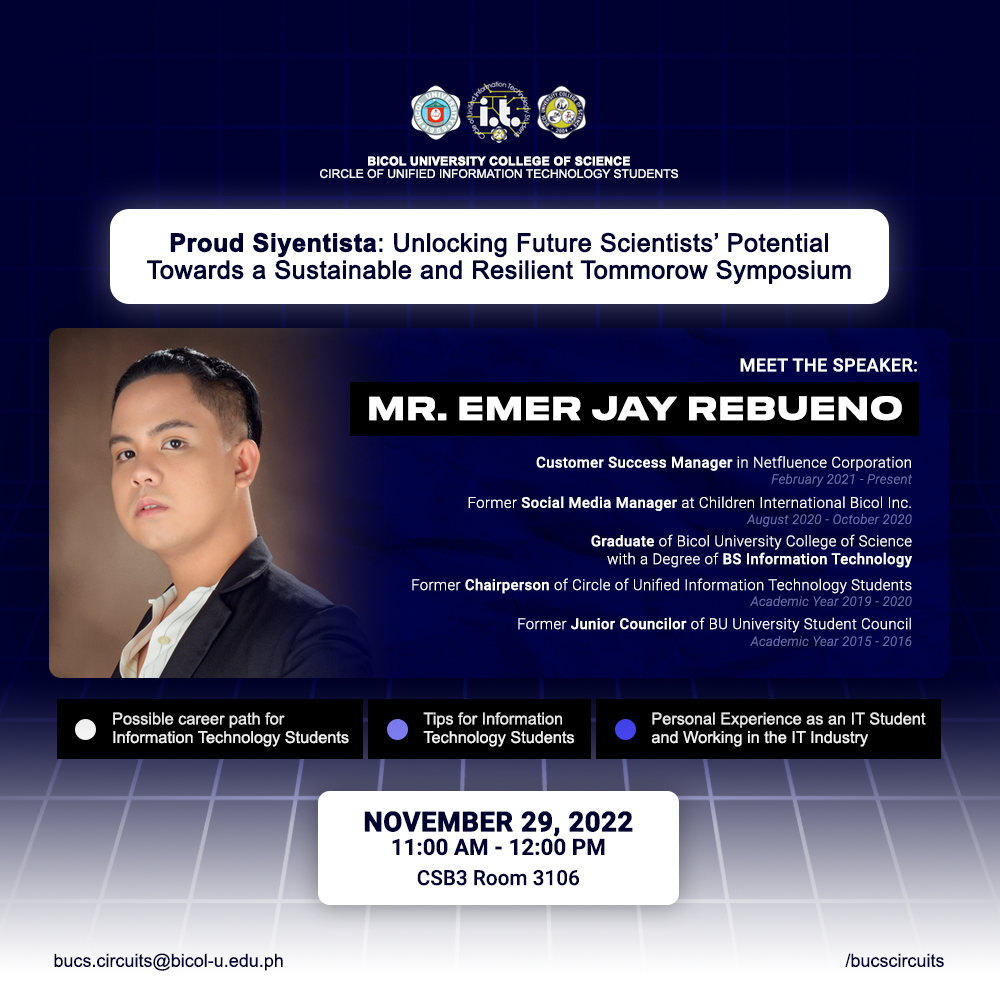 i.t.
BICOL UNIVERSITY COLLEGE OF SCIENCE
CIRCLE OF UNIFIED INFORMATION TECHNOLOGY STUDENTS
Proud Siyentista: Unlocking Future Scientists’ Potential
Towards a Sustainable and Resilient Tommorow Symposium
MEET THE SPEAKER:
MR. EMER JAY REBUENO
Customer Success Manager in Netfluence Corporation
February 2021 - Present
Former Social Media Manager at Children International Bicol Inc.
August 2020 - October 2020
Graduate of Bicol University College of Science
with a Degree of BS Information Technology
Former Chairperson of Circle of Unified Information Technology Students
Academic Year 2019 - 2020
Former Junior Councilor of BU University Student Council
Academic Year 2015 - 2016
Possible career path for
Information Technology Students
Tips for Information
Technology Students
Personal Experience as an IT Student
and Working in the IT Industry
NOVEMBER 29, 2022
11:00 AM - 12:00 PM
CSB3 Room 3106
bucs.circuits@bicol-u.edu.ph
/bucscircuits